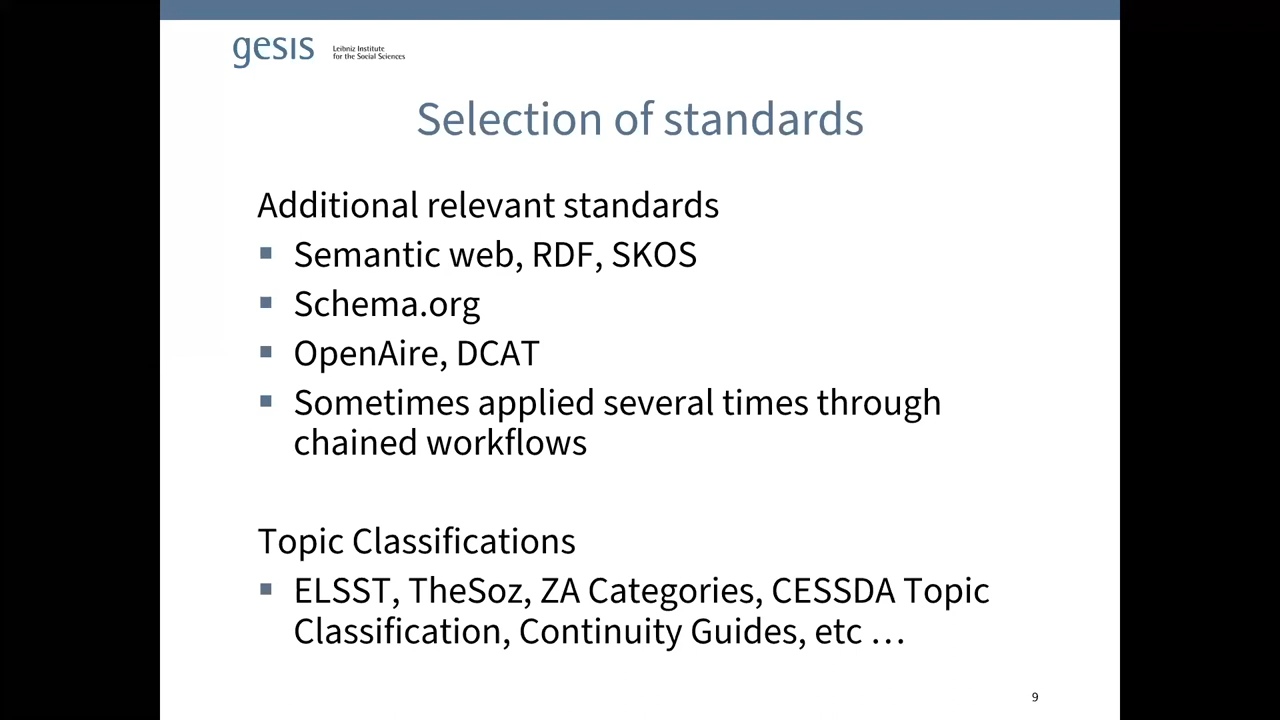 gesis
Leibniz Institute
for the Social Sciences
Selection of standards
Additional relevant standards
Semantic web, RDF, SKOS
Schema.org
OpenAire, DCAT
Sometimes applied several times through
chained workflows
Topic Classifications
ELSST, TheSoz, ZA Categories, CESSDA Topic
Classification, Continuity Guides, etc …
9